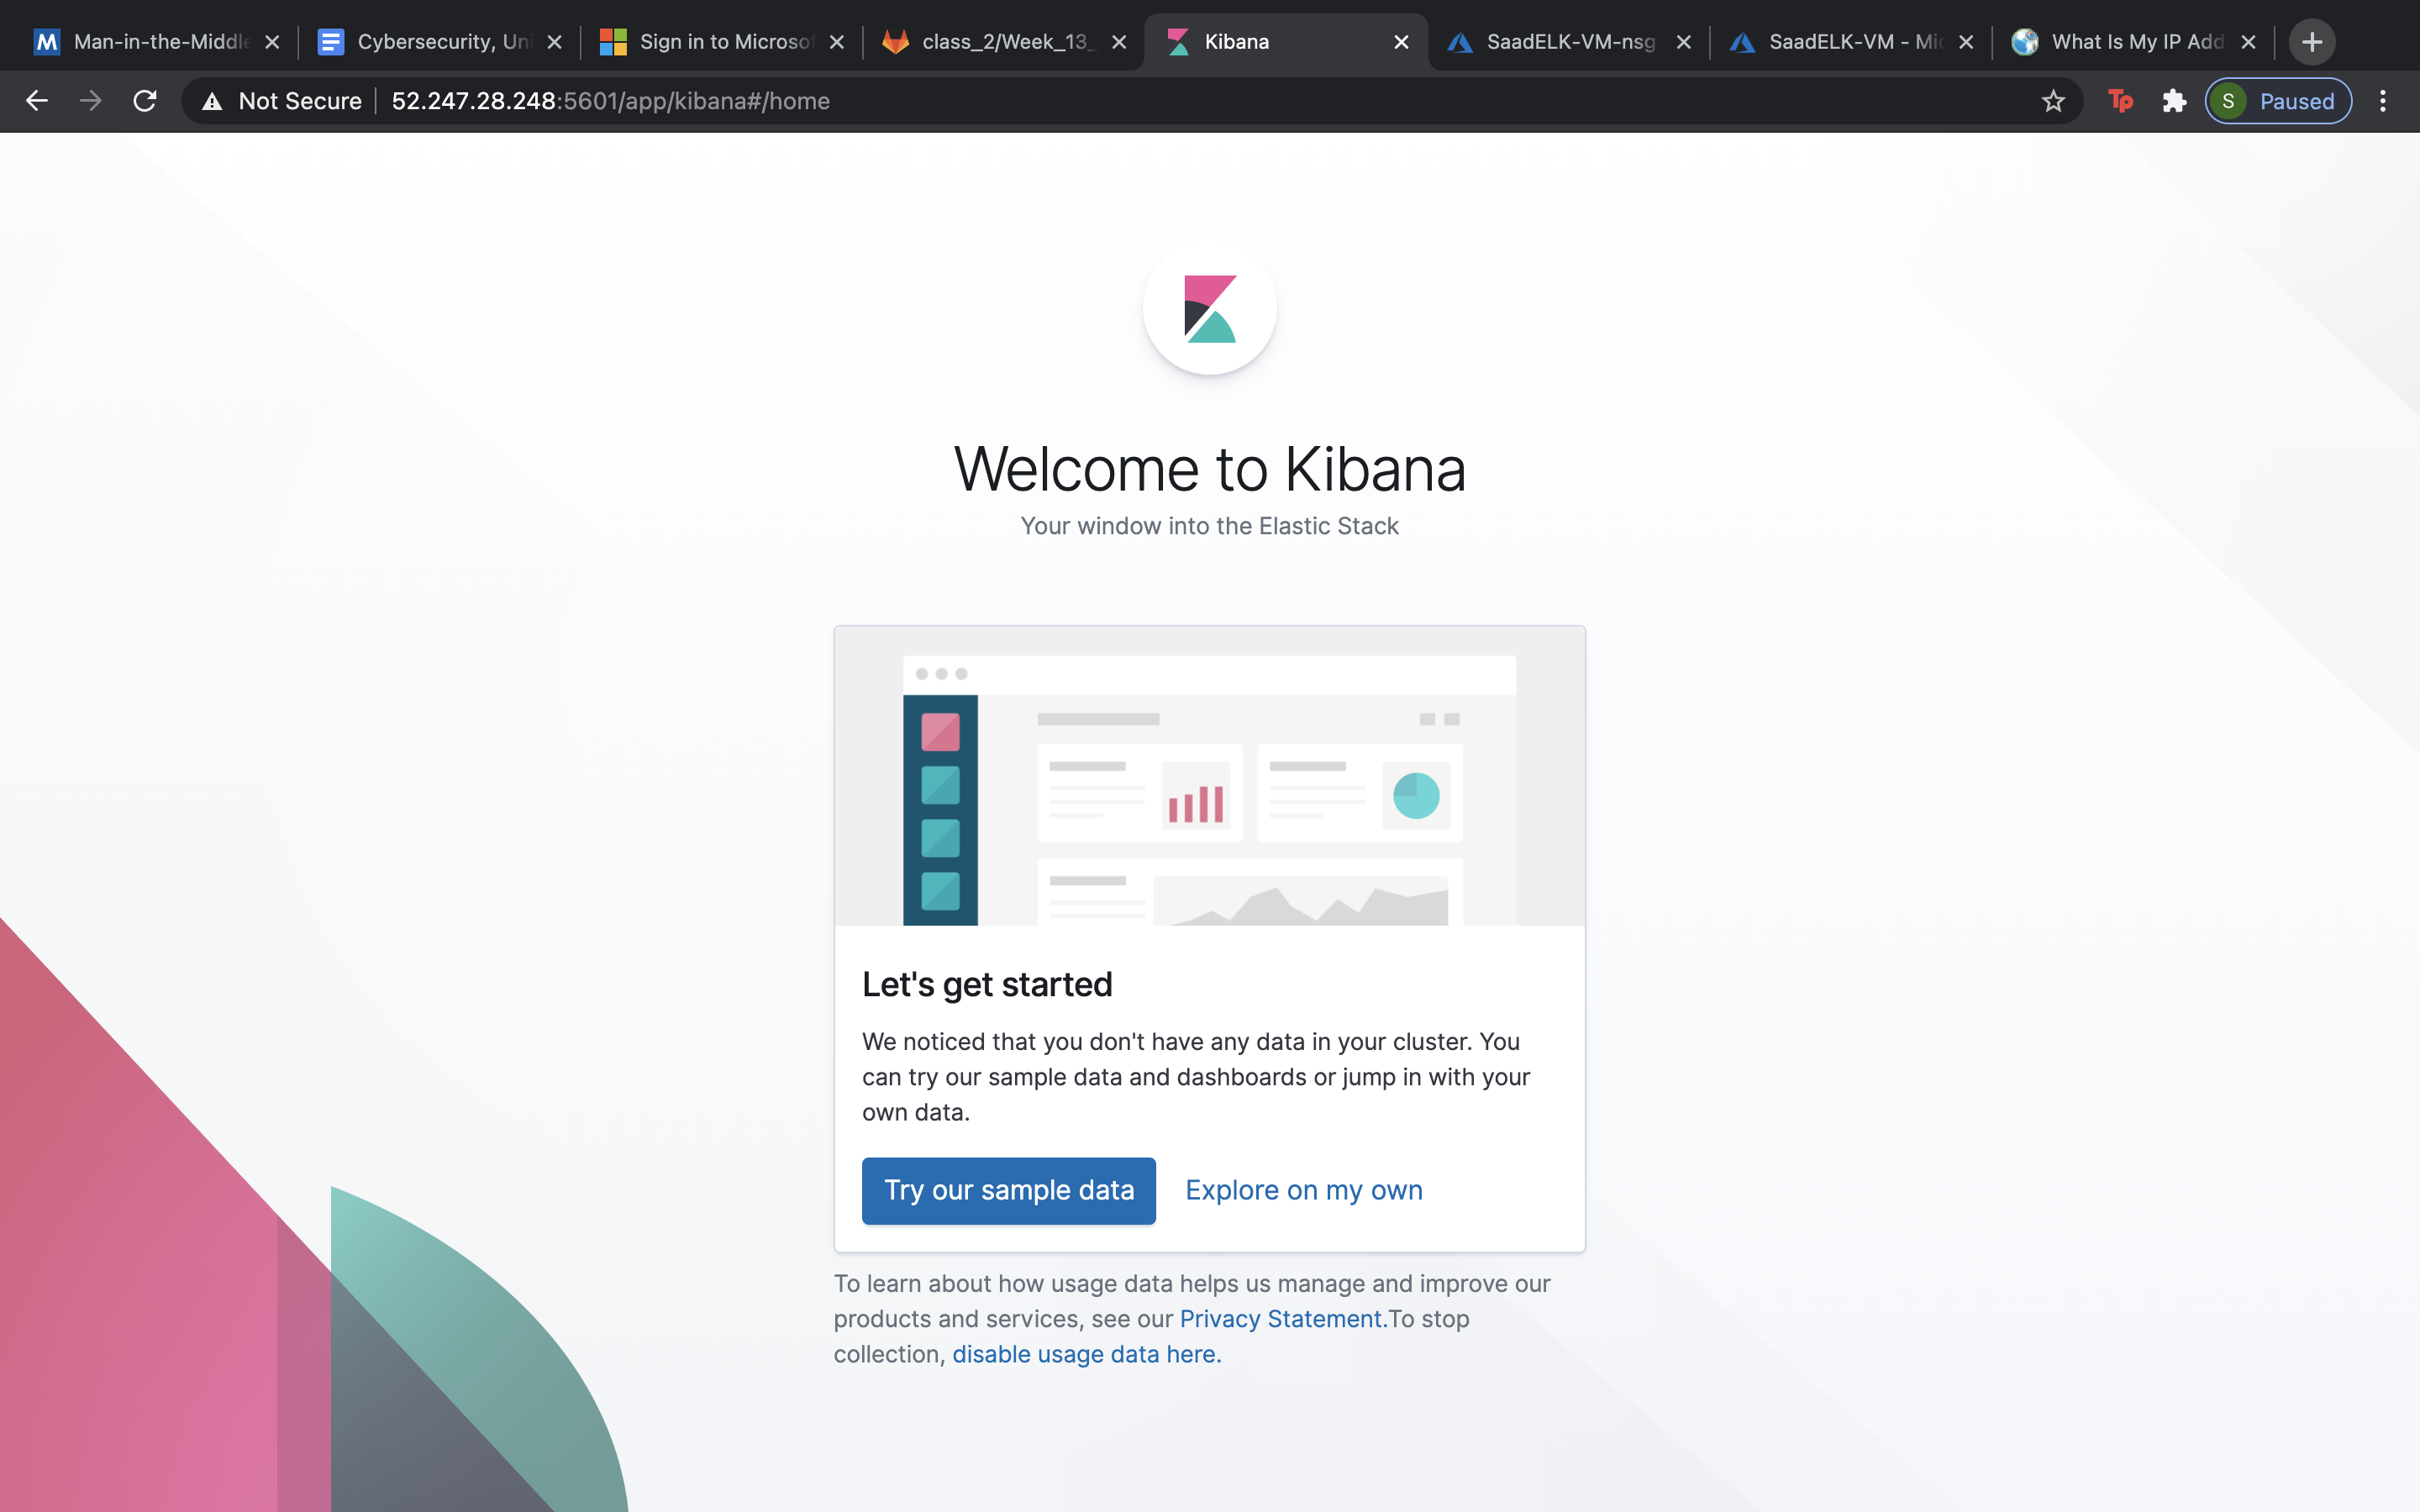 Man-in-the-Middle
Cybersecurity, Uni
Sign in to Microsof
class_2/Week_13_
Kibana
SaadELK-VM-nsg
SaadELK-VM - Mic
What Is My IP Add
Not Secure
52.247.28.248:5601/app/kibana#/home
Tp
S
Paused
Welcome to Kibana
Your window into the Elastic Stack
Let's get started
We noticed that you don't have any data in your cluster. You
can try our sample data and dashboards or jump in with your
own data.
Try our sample data
Explore on my own
To learn about how usage data helps us manage and improve our
products and services, see our Privacy Statement.To stop
collection, disable usage data here.